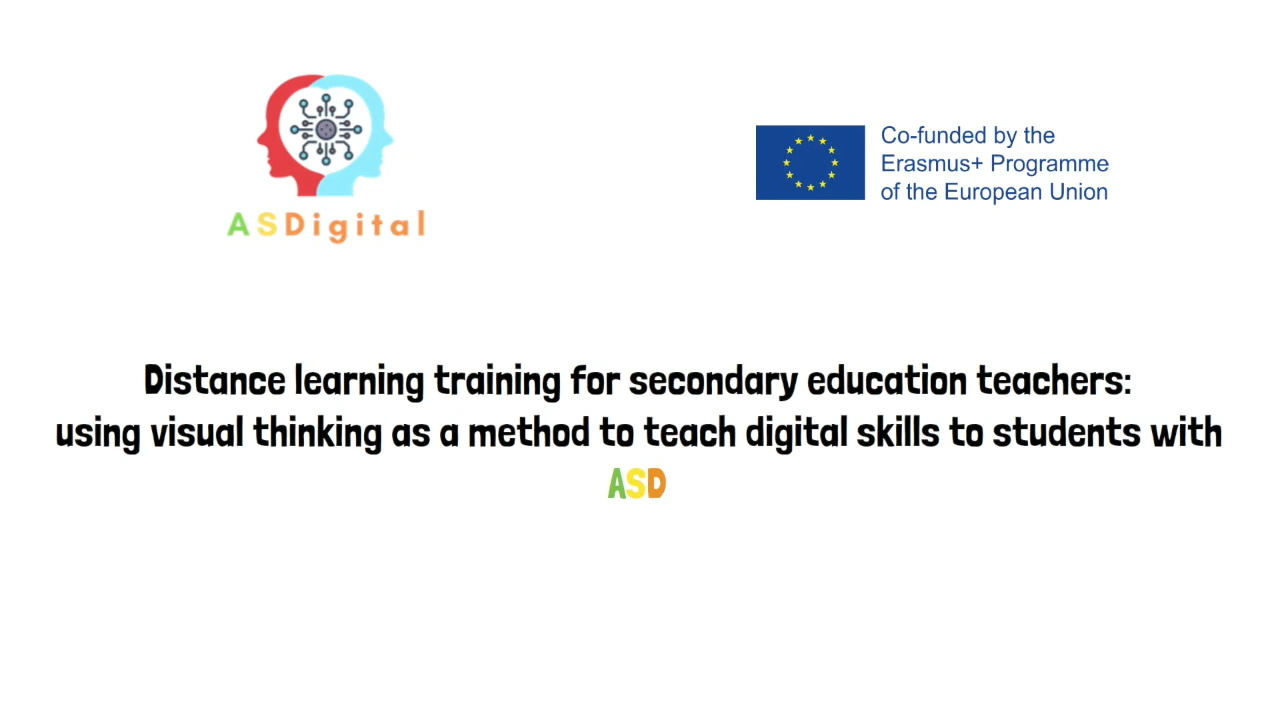 ASDigital
Co-funded by the
Erasmus+ Programme
of the European Union
Distance learning training for secondary education teachers:
using visual thinking as a method to teach digital skills to students with
ASD